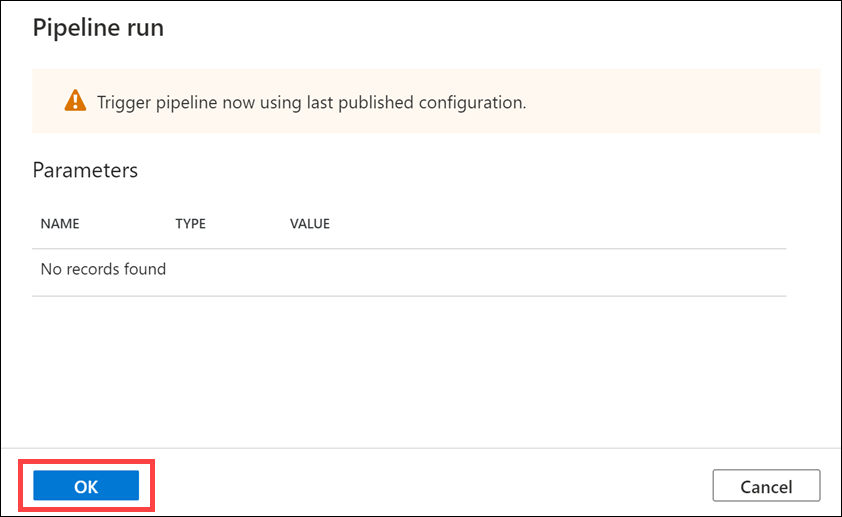 Pipeline run
Trigger pipeline now using last published configuration.
Parameters
NAME TYPE VALUE
No records found
OK Cancel